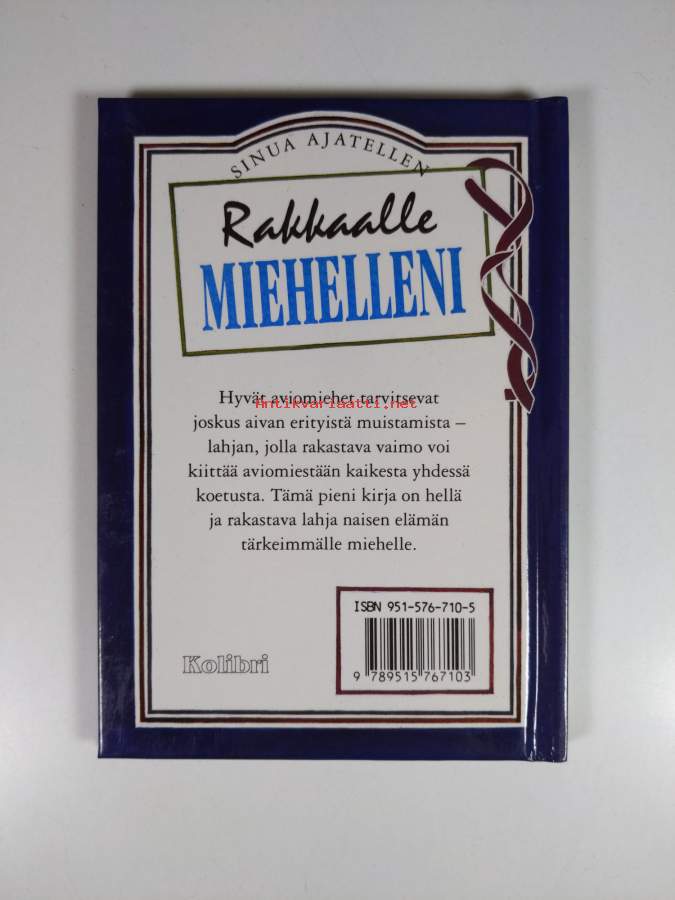 SINUA AJATELLEN
Rakkaalle
MIEHELLENI
Hyvät aviomiehet tarvitsevat
Antikvariaatti.net
joskus aivan erityistä muistamista –
lahjan, jolla rakastava vaimo voi
kiittää aviomiestään kaikesta yhdessä
koetusta. Tämä pieni kirja on hellä
ja rakastava lahja naisen elämän
tärkeimmälle miehelle.
ISBN 951-576-710-5
Kolibri
9 789515 767103